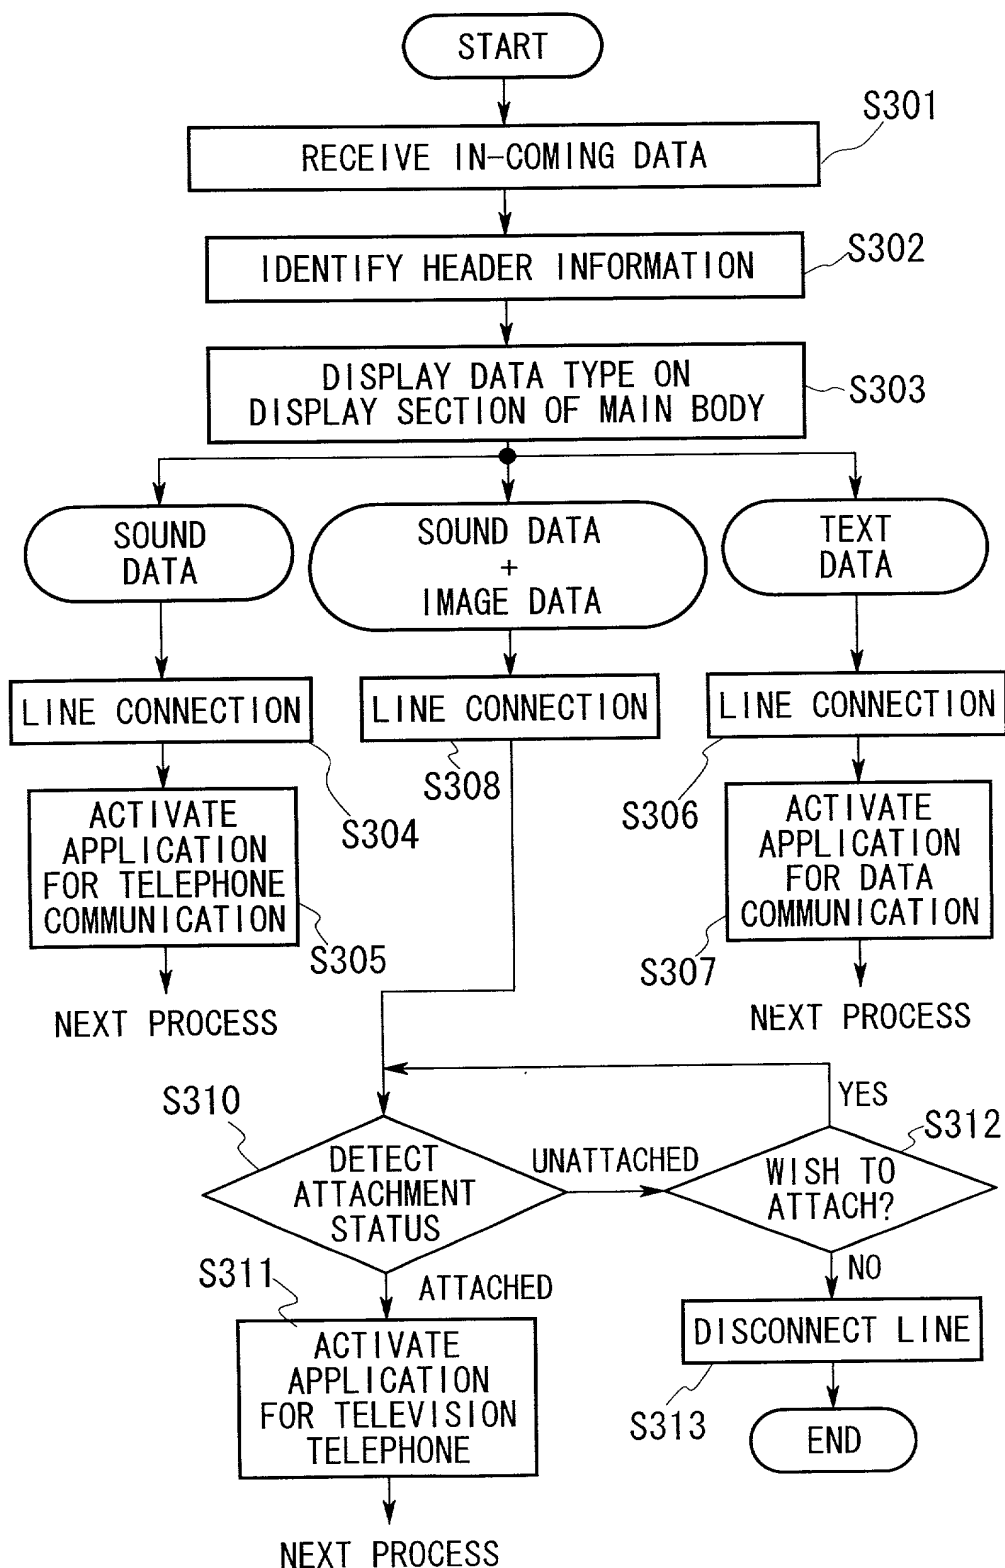 START
S301
RECEIVE IN-COMING DATA
S302
IDENTIFY HEADER INFORMATION
S303
DISPLAY DATA TYPE ON
DISPLAY SECTION OF MAIN BODY
SOUND
DATA
SOUND DATA
+
IMAGE DATA
TEXT
DATA
LINE CONNECTION
LINE CONNECTION
LINE CONNECTION
S304
S308
S306
ACTIVATE
APPLICATION
FOR TELEPHONE
COMMUNICATION
S305
ACTIVATE
APPLICATION
FOR DATA
COMMUNICATION
S307
NEXT PROCESS
NEXT PROCESS
S310
DETECT
ATTACHMENT
STATUS
UNATTACHED
YES
S312
WISH TO
ATTACH?
S311
ATTACHED
NO
ACTIVATE
APPLICATION
FOR TELEVISION
TELEPHONE
DISCONNECT LINE
S313
END
NEXT PROCESS